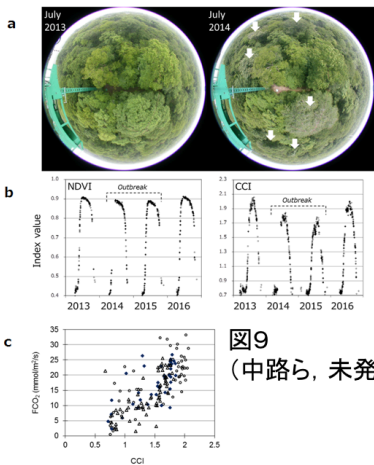 a
July
2013
July
2014
b
NDVI
Outbreak
CCI
Outbreak
Index value
1.0
0.9
0.8
0.7
0.6
0.5
0.4
2013 2014 2015 2016
2.3
2.1
1.9
1.7
1.5
1.3
1.1
0.9
0.7
2013 2014 2015 2016
c
FCO₂ (mmol/m²/s)
35
30
25
20
15
10
5
0
0 0.5 1 1.5 2 2.5
CCI
図9
(中路ら, 未発